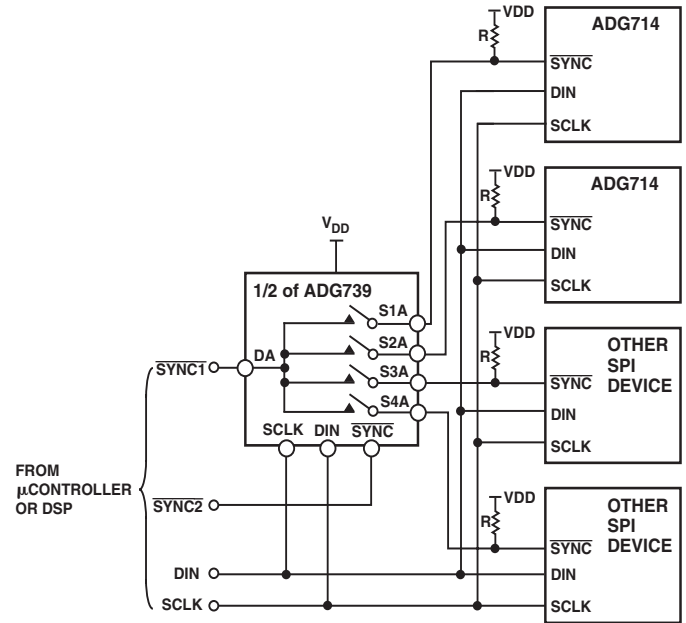 VDD
R
ADG714
SYNC
DIN
SCLK
VDD
R
ADG714
SYNC
DIN
SCLK
VDD
1/2 of ADG739
S1A
S2A
S3A
S4A
DA
SCLK DIN SYNC
VDD
R
OTHER
SPI
DEVICE
SYNC
DIN
SCLK
VDD
R
OTHER
SPI
DEVICE
SYNC
DIN
SCLK
FROM
μCONTROLLER
OR DSP
SYNC1
SYNC2
DIN
SCLK